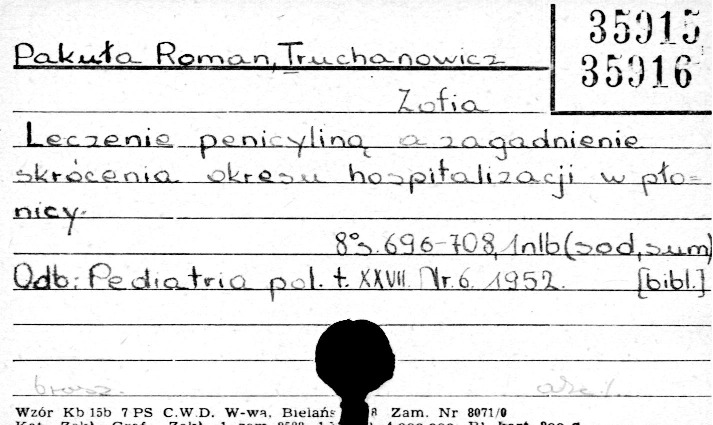 35915
35916
Pakuła Roman, Truchanowicz
Zofia
Leczenie penicyliną a zagadnienie
skrócenia okresu hospitalizacji w pło=
nicy.
8° s. 696-708, 1nlb (sod, sum)
Odb: Pediatria pol. t. XXVII. Nr. 6. 1952. [bibl.]
brosz.
Wzór Kb 15b 7 PS C.W.D. W-wa, Bielańs 8 Zam. Nr 8071/0